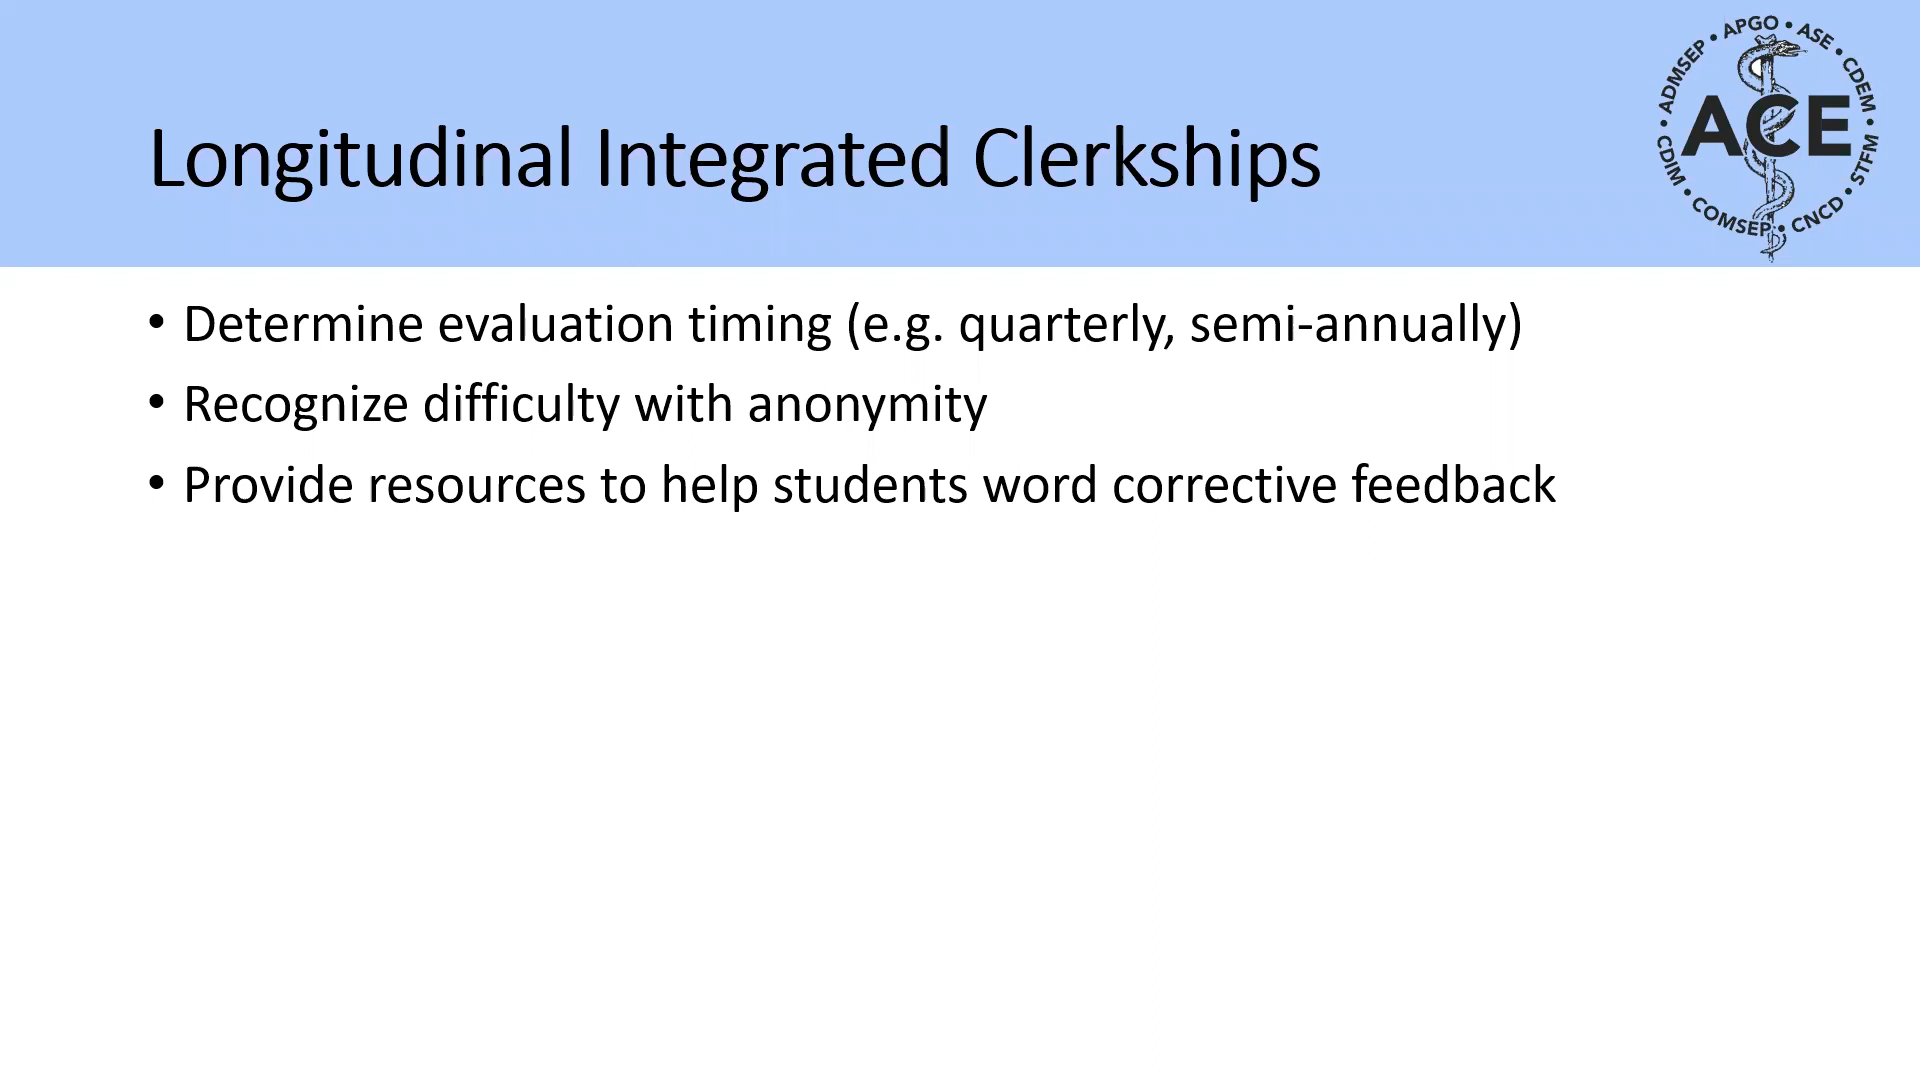 Longitudinal Integrated Clerkships
ADMSEP • APGO • ASE • CDEM • STFM • CNCD • COMSEP • CDIM •
ACE
• Determine evaluation timing (e.g. quarterly, semi-annually)
• Recognize difficulty with anonymity
• Provide resources to help students word corrective feedback